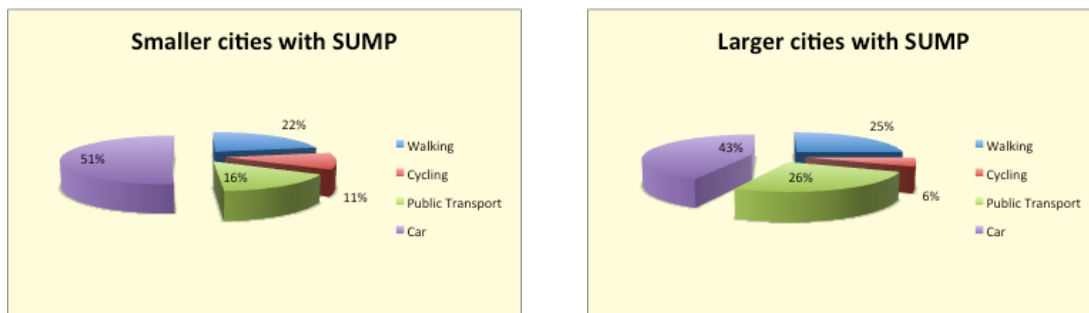 Smaller cities with SUMP
22%
51%
16%
11%
Walking
Cycling
Public Transport
Car
Larger cities with SUMP
25%
43%
26%
6%
Walking
Cycling
Public Transport
Car